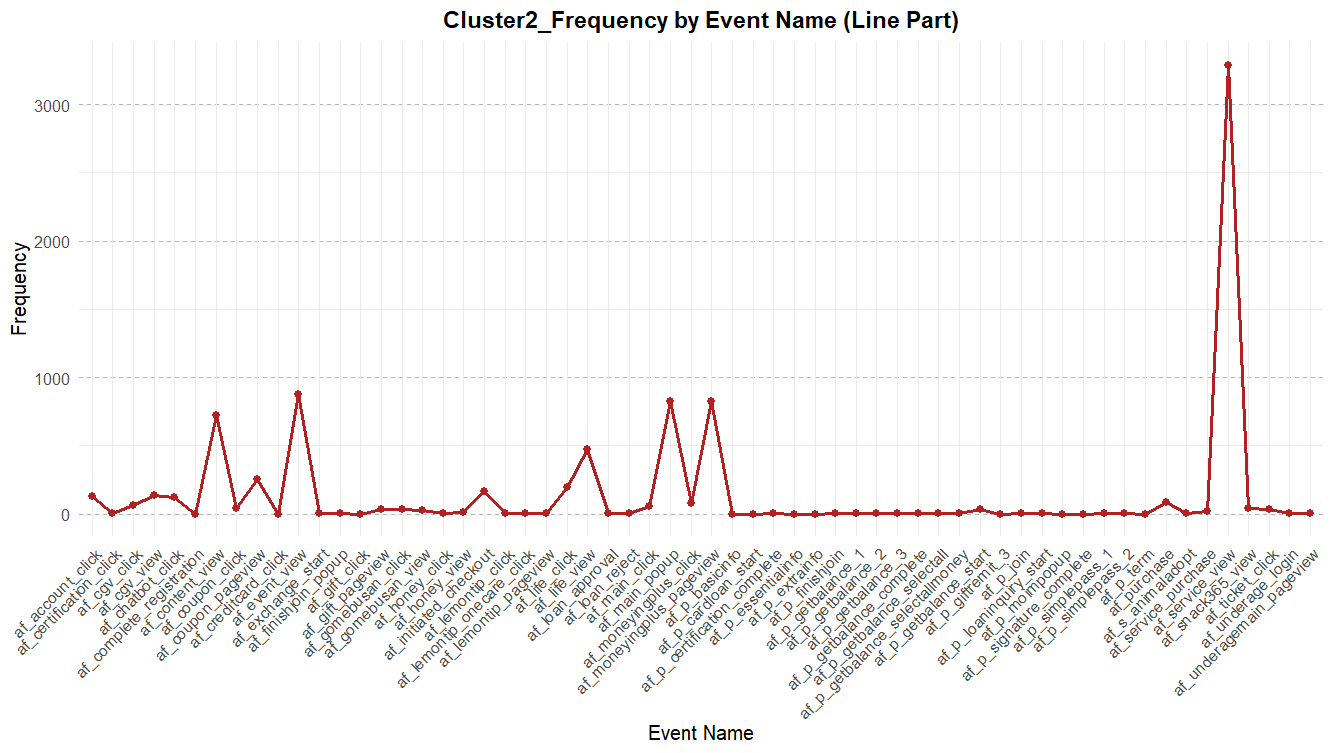 Cluster2_Frequency by Event Name (Line Part)
3000
2000
1000
0
Frequency
af_account_click
af_certification_click
af_cgv_click
af_cgv_view
af_chatbot_click
af_complete_registration
af_content_view
af_coupon_click
af_coupon_pageview
af_creditcard_click
af_event_view
af_exchange_start
af_finishjoin_popup
af_gift_click
af_gift_pageview
af_gomebusan_click
af_gomebusan_view
af_honey_click
af_honey_view
af_initiated_checkout
af_lemontip_click
af_lemontip_onecare_click
af_lemontip_pageview
af_life_click
af_life_view
af_loan_approval
af_loan_reject
af_main_click
af_main_popup
af_moneyingplus_click
af_moneyingplus_pageview
af_p_basicinfo
af_p_cardloan_start
af_p_certification_complete
af_p_essentialinfo
af_p_extrainfo
af_p_finishjoin
af_p_getbalance_1
af_p_getbalance_2
af_p_getbalance_3
af_p_getbalance_complete
af_p_getbalance_selectall
af_p_getbalance_selectallmoney
af_p_getbalance_start
af_p_giftremit_3
af_p_join
af_p_loaninquiry_start
af_p_moimpopup
af_p_signature_complete
af_p_simplepass_1
af_p_simplepass_2
af_p_term
af_purchase
af_s_animaladopt
af_service_purchase
af_service_view
af_snack365_view
af_ticket_click
af_underage_login
af_underagemain_pageview
Event Name